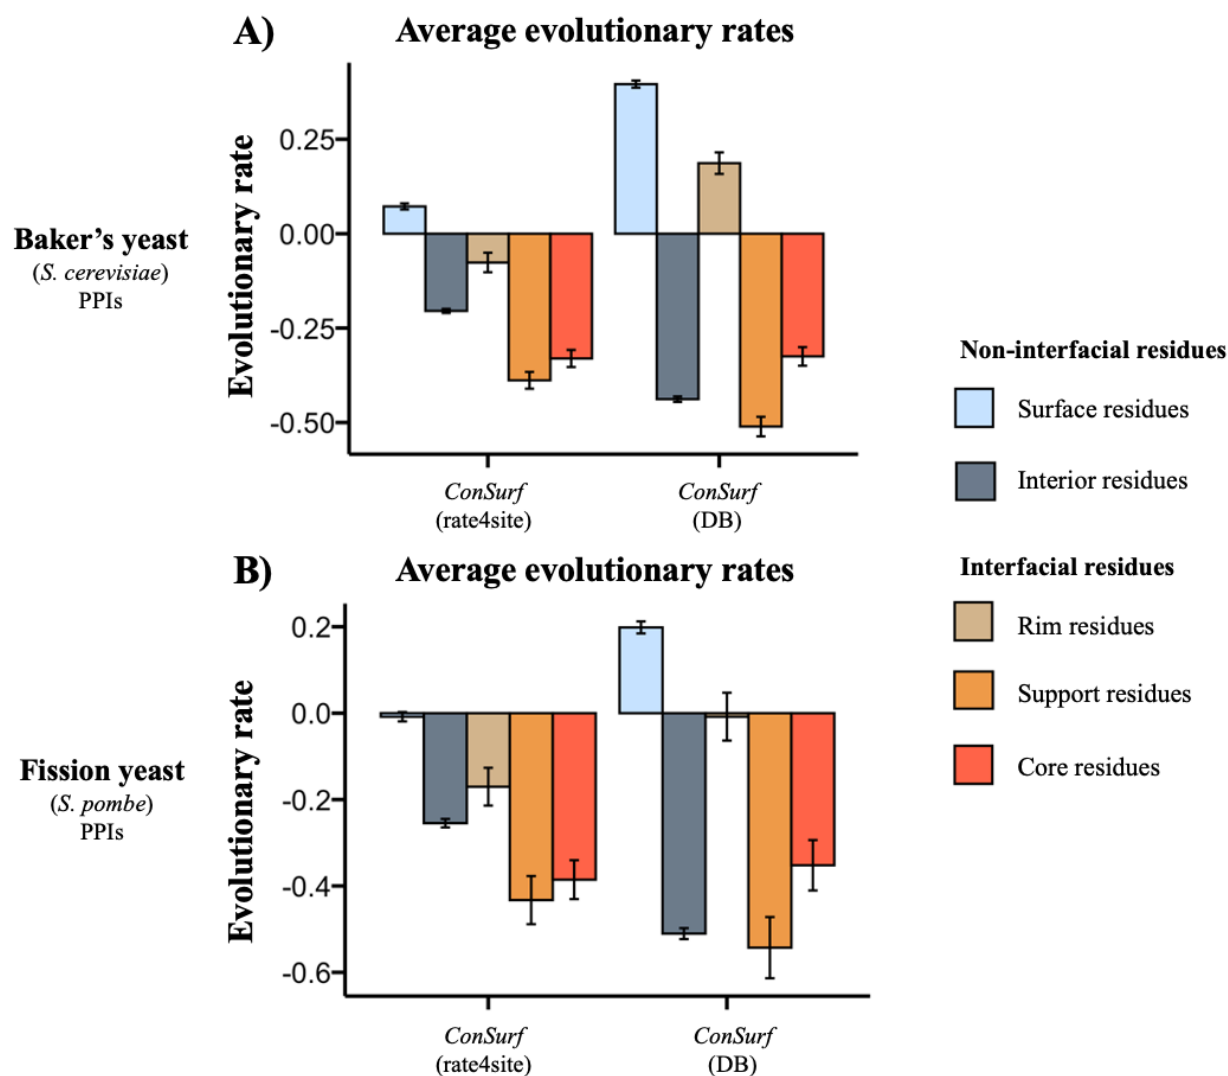 A)
Average evolutionary rates
Evolutionary rate
0.25
0.00
-0.25
-0.50
Baker’s yeast
(S. cerevisiae)
PPIs
ConSurf
(rate4site)
ConSurf
(DB)
B)
Average evolutionary rates
Evolutionary rate
0.2
0.0
-0.2
-0.4
-0.6
Fission yeast
(S. pombe)
PPIs
ConSurf
(rate4site)
ConSurf
(DB)
Non-interfacial residues
Surface residues
Interior residues
Interfacial residues
Rim residues
Support residues
Core residues